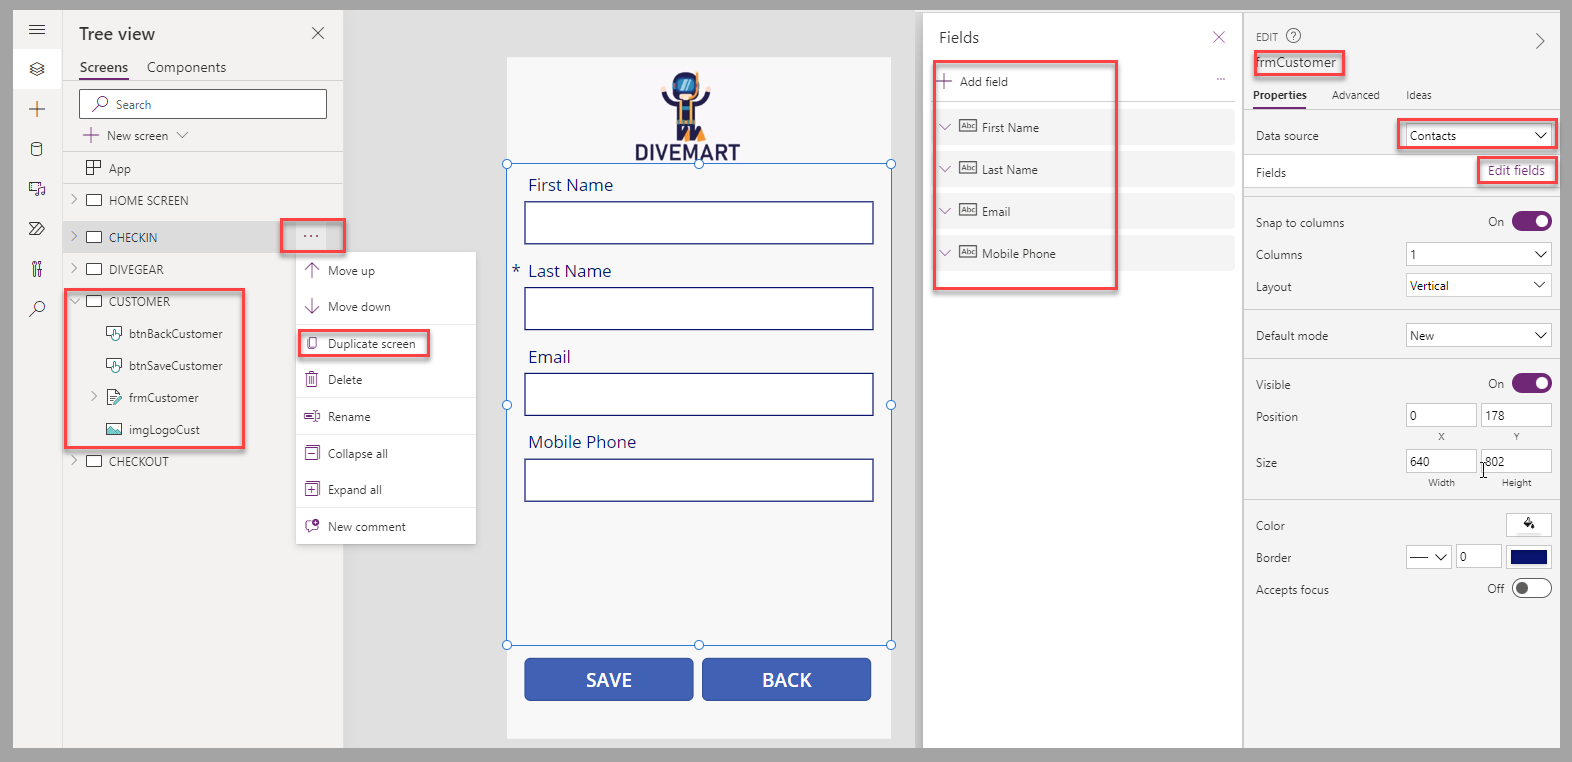 Tree view
Screens
Components
Search
New screen
App
HOME SCREEN
CHECKIN
...
DIVEGEAR
CUSTOMER
btnBackCustomer
btnSaveCustomer
frmCustomer
imgLogoCust
CHECKOUT
Move up
Move down
Duplicate screen
Delete
Rename
Collapse all
Expand all
New comment
DIVEMART
First Name
* Last Name
Email
Mobile Phone
SAVE
BACK
Fields
Add field
...
Abc First Name
Abc Last Name
Abc Email
Abc Mobile Phone
EDIT ?
frmCustomer
Properties
Advanced
Ideas
Data source
Contacts
Fields
Edit fields
Snap to columns
On
Columns
1
Layout
Vertical
Default mode
New
Visible
On
Position
0
178
X
Y
Size
640
802
Width
Height
Color
Border
0
Accepts focus
Off